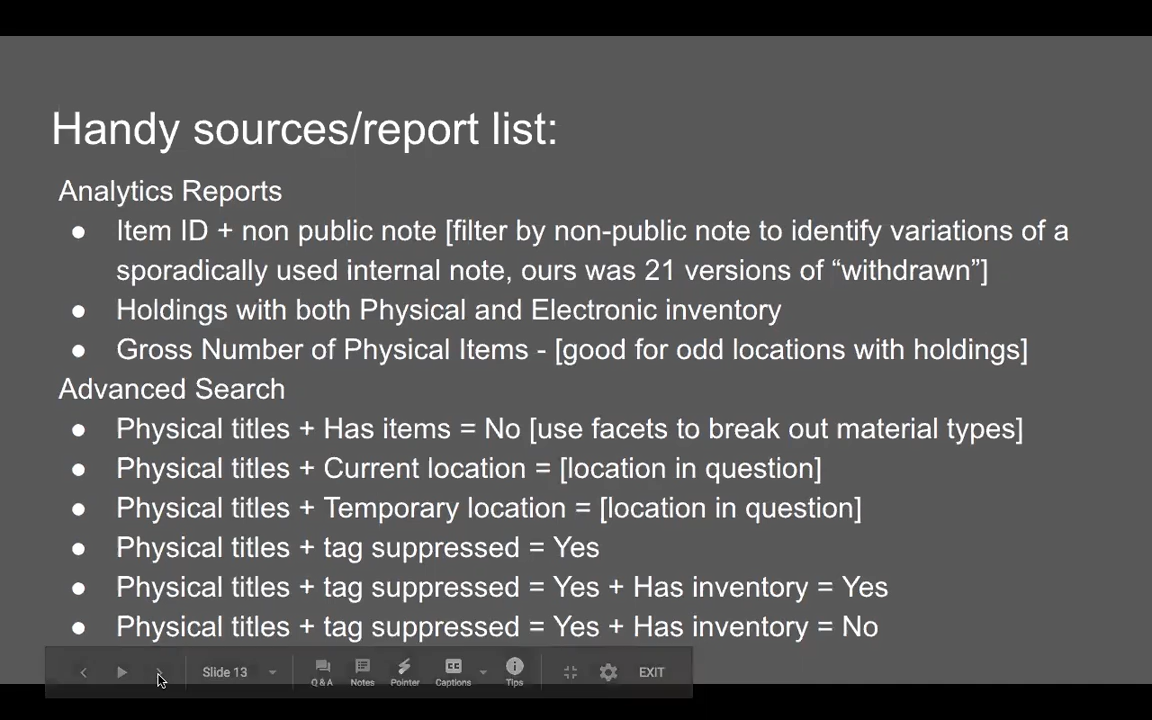 Handy sources/report list:
Analytics Reports
● Item ID + non public note [filter by non-public note to identify variations of a
sporadically used internal note, ours was 21 versions of “withdrawn”]
● Holdings with both Physical and Electronic inventory
● Gross Number of Physical Items - [good for odd locations with holdings]
Advanced Search
● Physical titles + Has items = No [use facets to break out material types]
● Physical titles + Current location = [location in question]
● Physical titles + Temporary location = [location in question]
● Physical titles + tag suppressed = Yes
● Physical titles + tag suppressed = Yes + Has inventory = Yes
● Physical titles + tag suppressed = Yes + Has inventory = No
Slide 13 Q&A Notes Pointer Captions Tips EXIT